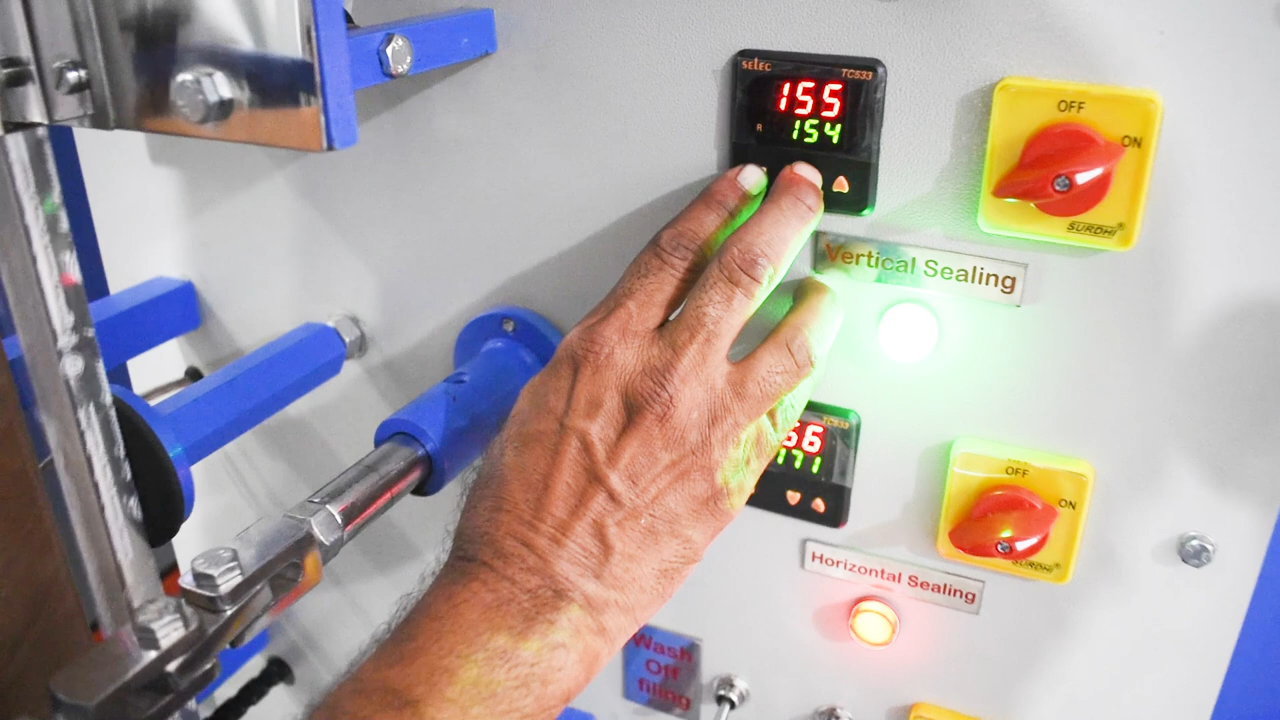 SELEC
TC533
155
R
154
OFF
ON
SURDHI®
Vertical Sealing
TC533
56
171
OFF
ON
SURDHI®
Horizontal Sealing
Wash
Off
filing